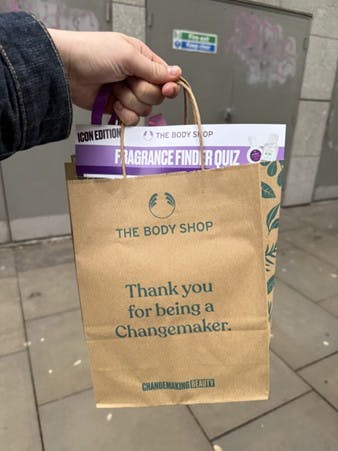 Fire exit
Keep clear
ICON EDITION
THE BODY SHOP
FRAGRANCE FINDER QUIZ
THE BODY SHOP
Thank you
for being a
Changemaker.
CHANGEMAKING BEAUTY